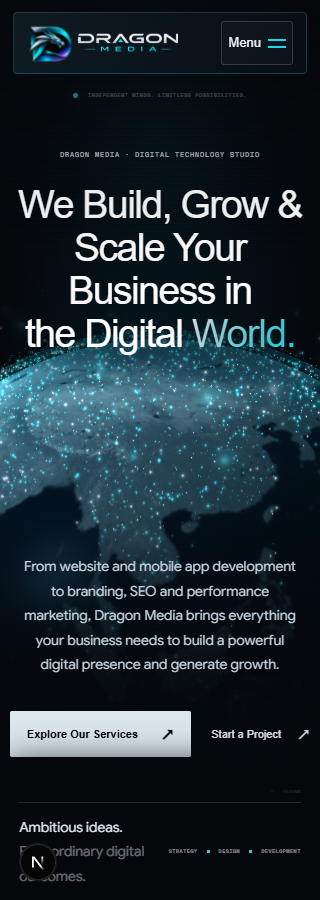 DRAGON
MEDIA
Menu
INDEPENDENT MINDS. LIMITLESS POSSIBILITIES.
DRAGON MEDIA · DIGITAL TECHNOLOGY STUDIO
We Build, Grow &
Scale Your
Business in
the Digital World.
From website and mobile app development
to branding, SEO and performance
marketing, Dragon Media brings everything
your business needs to build a powerful
digital presence and generate growth.
Explore Our Services ↗
Start a Project ↗
Ambitious ideas.
digital
STRATEGY ▪ DESIGN ▪ DEVELOPMENT
N